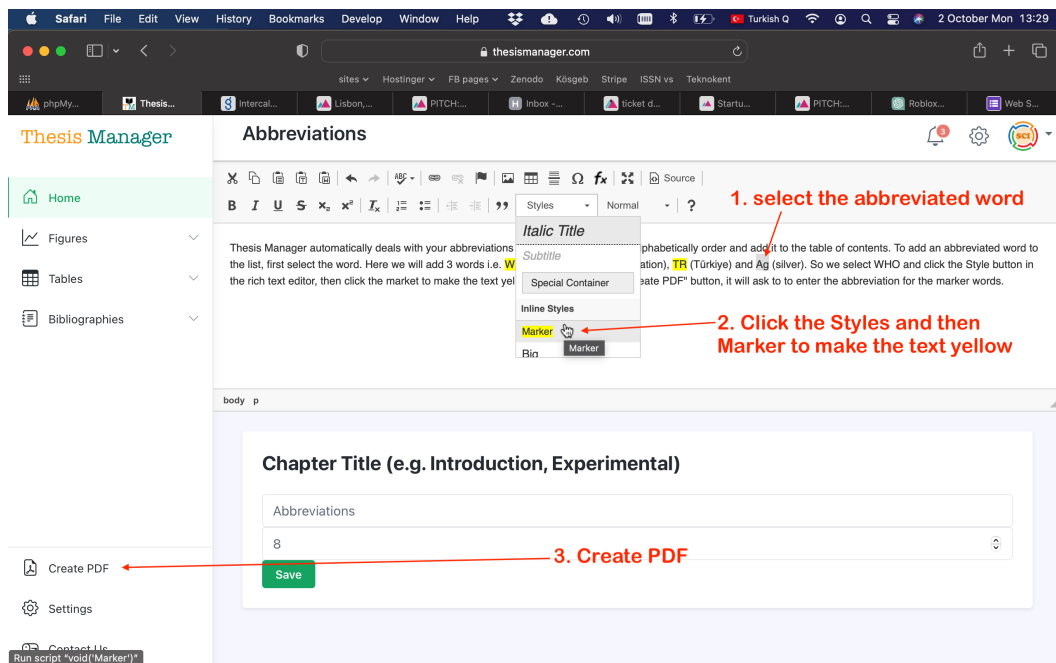 Safari File Edit View History Bookmarks Develop Window Help Turkish Q 2 October Mon 13:29
thesismanager.com
sites Hostinger FB pages Zenodo Kösgeb Stripe ISSN vs Teknokent
phpMy... Thesis... Intercal... Lisbon,... PITCH:... Inbox -... ticket d... Startu... PITCH:... Roblox... Web S...
Thesis Manager
Abbreviations
3
SCI
Home
Figures
Tables
Bibliographies
ABC
Source
B I U S x₂ x² Ix
Styles Normal ?
1. select the abbreviated word
Thesis Manager automatically deals with your abbreviations phabetically order and add it to the table of contents. To add an abbreviated word to
the list, first select the word. Here we will add 3 words i.e. W ation), TR (Türkiye) and Ag (silver). So we select WHO and click the Style button in
the rich text editor, then click the market to make the text yel eate PDF" button, it will ask to to enter the abbreviation for the marker words.
Italic Title
Subtitle
Special Container
Inline Styles
Marker
Marker
Big
2. Click the Styles and then
Marker to make the text yellow
body p
Chapter Title (e.g. Introduction, Experimental)
Abbreviations
8
Save
3. Create PDF
Create PDF
Settings
Contact Us
Run script "void('Marker')"